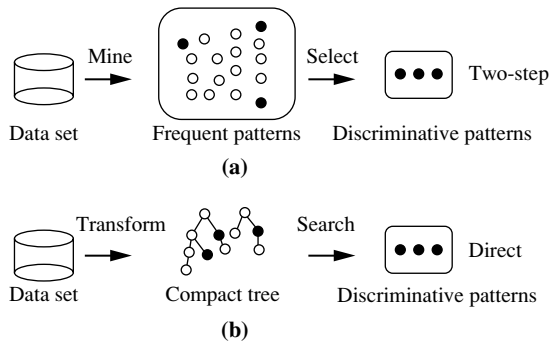 Mine
Select
Two-step
Data set
Frequent patterns
Discriminative patterns
(a)
Transform
Search
Direct
Data set
Compact tree
Discriminative patterns
(b)